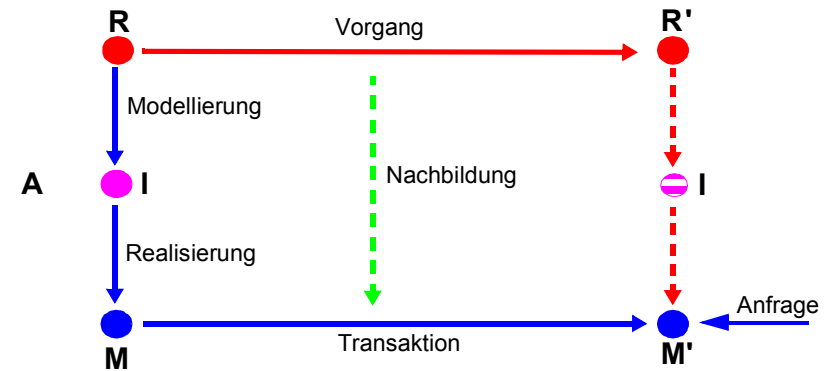 R
Vorgang
R'
Modellierung
A
I
Nachbildung
I
Realisierung
Anfrage
M
Transaktion
M'